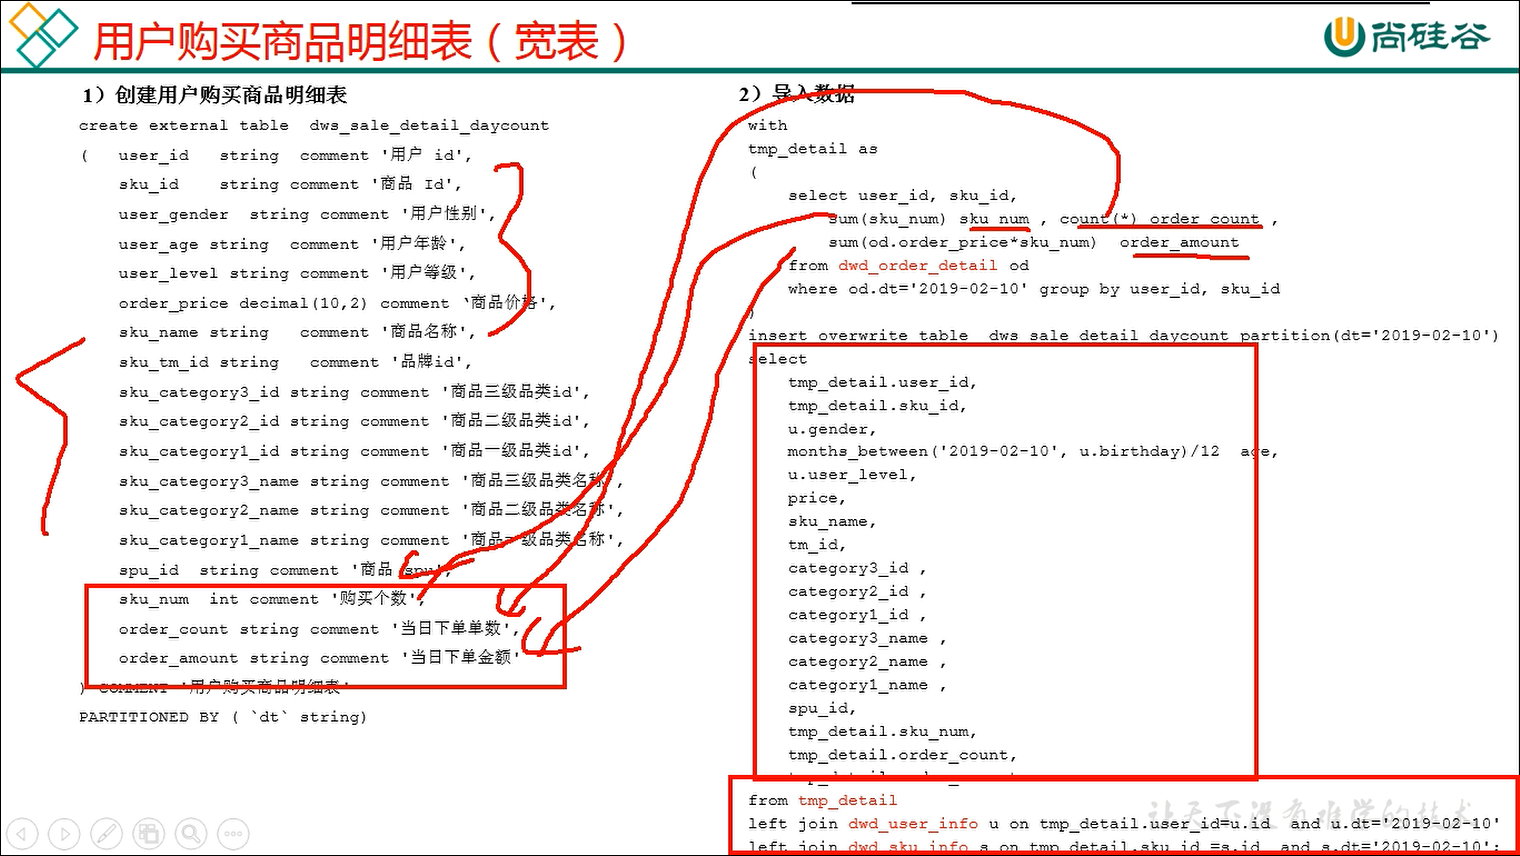 用户购买商品明细表（宽表）
尚硅谷
1）创建用户购买商品明细表
create external table dws_sale_detail_daycount
( user_id string comment '用户 id',
sku_id string comment '商品 Id',
user_gender string comment '用户性别',
user_age string comment '用户年龄',
user_level string comment '用户等级',
order_price decimal(10,2) comment '商品价格',
sku_name string comment '商品名称',
sku_tm_id string comment '品牌id',
sku_category3_id string comment '商品三级品类id',
sku_category2_id string comment '商品二级品类id',
sku_category1_id string comment '商品一级品类id',
sku_category3_name string comment '商品三级品类名称',
sku_category2_name string comment '商品二级品类名称',
sku_category1_name string comment '商品一级品类名称',
spu_id string comment '商品 spu',
sku_num int comment '购买个数',
order_count string comment '当日下单单数',
order_amount string comment '当日下单金额'
) COMMENT '用户购买商品明细表'
PARTITIONED BY ( `dt` string)
2）导入数据
with
tmp_detail as
(
select user_id, sku_id,
sum(sku_num) sku_num , count(*) order_count ,
sum(od.order_price*sku_num) order_amount
from dwd_order_detail od
where od.dt='2019-02-10' group by user_id, sku_id
)
insert overwrite table dws_sale_detail_daycount partition(dt='2019-02-10')
select
tmp_detail.user_id,
tmp_detail.sku_id,
u.gender,
months_between('2019-02-10', u.birthday)/12 age,
u.user_level,
price,
sku_name,
tm_id,
category3_id ,
category2_id ,
category1_id ,
category3_name ,
category2_name ,
category1_name ,
spu_id,
tmp_detail.sku_num,
tmp_detail.order_count,
from tmp_detail
left join dwd_user_info u on tmp_detail.user_id=u.id and u.dt='2019-02-10'
left join dwd_sku_info s on tmp_detail.sku_id =s.id and s.dt='2019-02-10';
让天下没有难学的技术